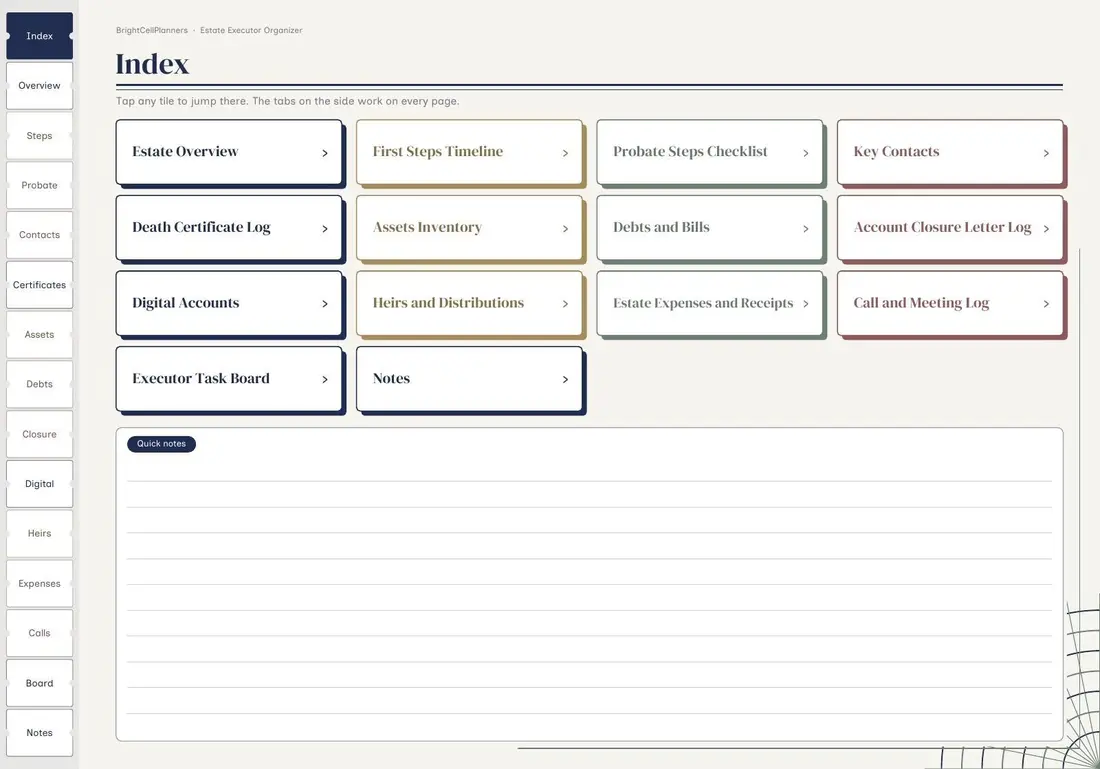 Index
Overview
Steps
Probate
Contacts
Certificates
Assets
Debts
Closure
Digital
Heirs
Expenses
Calls
Board
Notes
BrightCellPlanners · Estate Executor Organizer
Index
Tap any tile to jump there. The tabs on the side work on every page.
Estate Overview >
First Steps Timeline >
Probate Steps Checklist >
Key Contacts >
Death Certificate Log >
Assets Inventory >
Debts and Bills >
Account Closure Letter Log >
Digital Accounts >
Heirs and Distributions >
Estate Expenses and Receipts >
Call and Meeting Log >
Executor Task Board >
Notes >
Quick notes